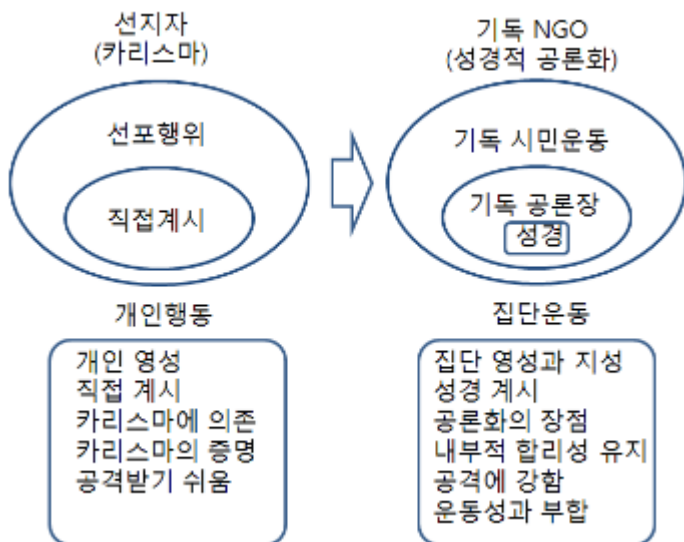 선지자
(카리스마)
선포행위
직접계시
개인행동
개인 영성
직접 계시
카리스마에 의존
카리스마의 증명
공격받기 쉬움
기독 NGO
(성경적 공론화)
기독 시민운동
기독 공론장
성경
집단운동
집단 영성과 지성
성경 계시
공론화의 장점
내부적 합리성 유지
공격에 강함
운동성과 부합